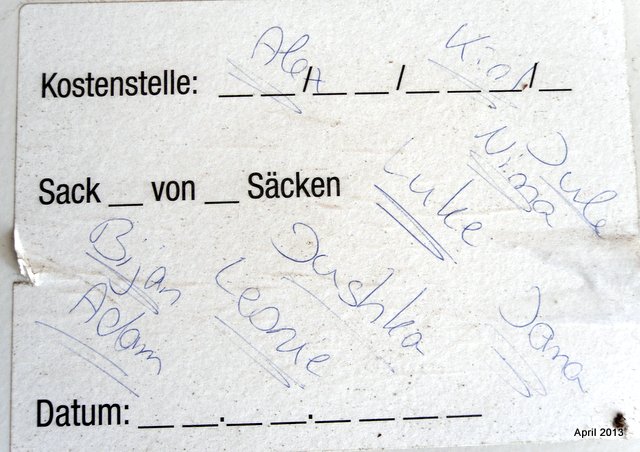 Alex
Kostenstelle: __ __/__ __/__ __ __ __/__
Jule
Nina
Sack __ von __ Säcken
Luke
Bijan
Jushka
Leonie
Adam
Jana
Datum: __ __.__ __.__ __ __ __
April 2013